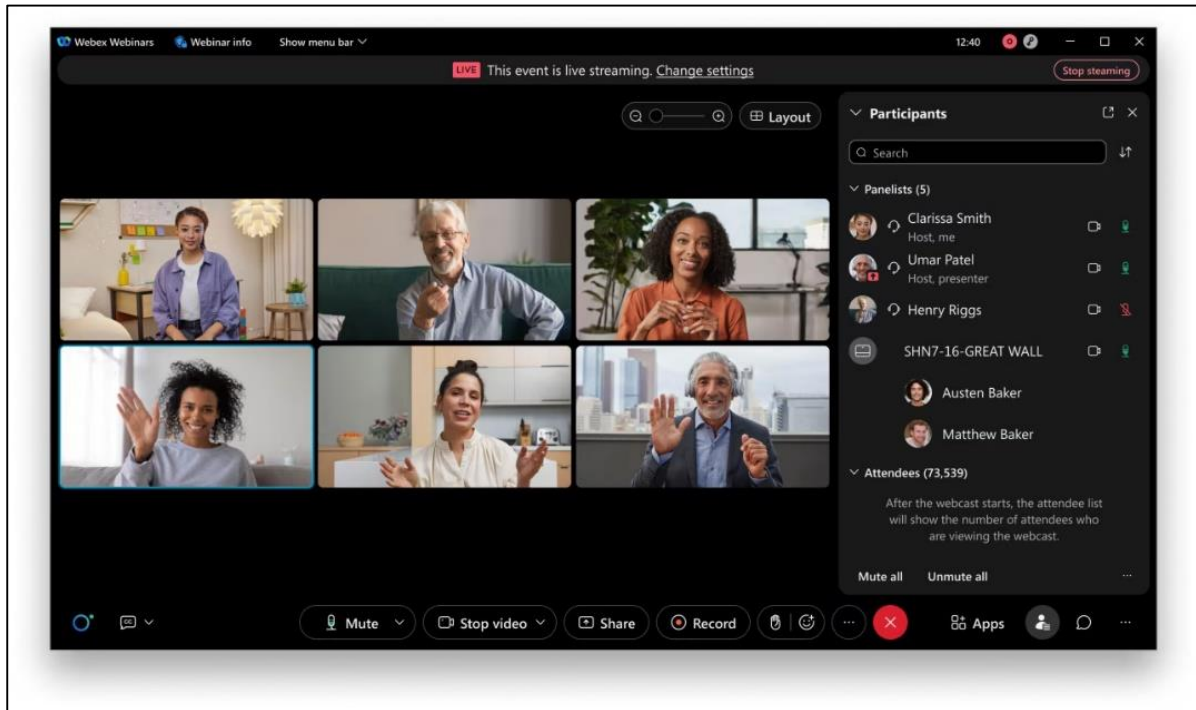 Webex Webinars Webinar info Show menu bar 12:40
LIVE This event is live streaming. Change settings Stop steaming
Layout
Participants
Search
Panelists (5)
Clarissa Smith
Host, me
Umar Patel
Host, presenter
Henry Riggs
SHN7-16-GREAT WALL
Austen Baker
Matthew Baker
Attendees (73,539)
After the webcast starts, the attendee list
will show the number of attendees who
are viewing the webcast.
Mute all Unmute all
CC Mute Stop video Share Record Apps